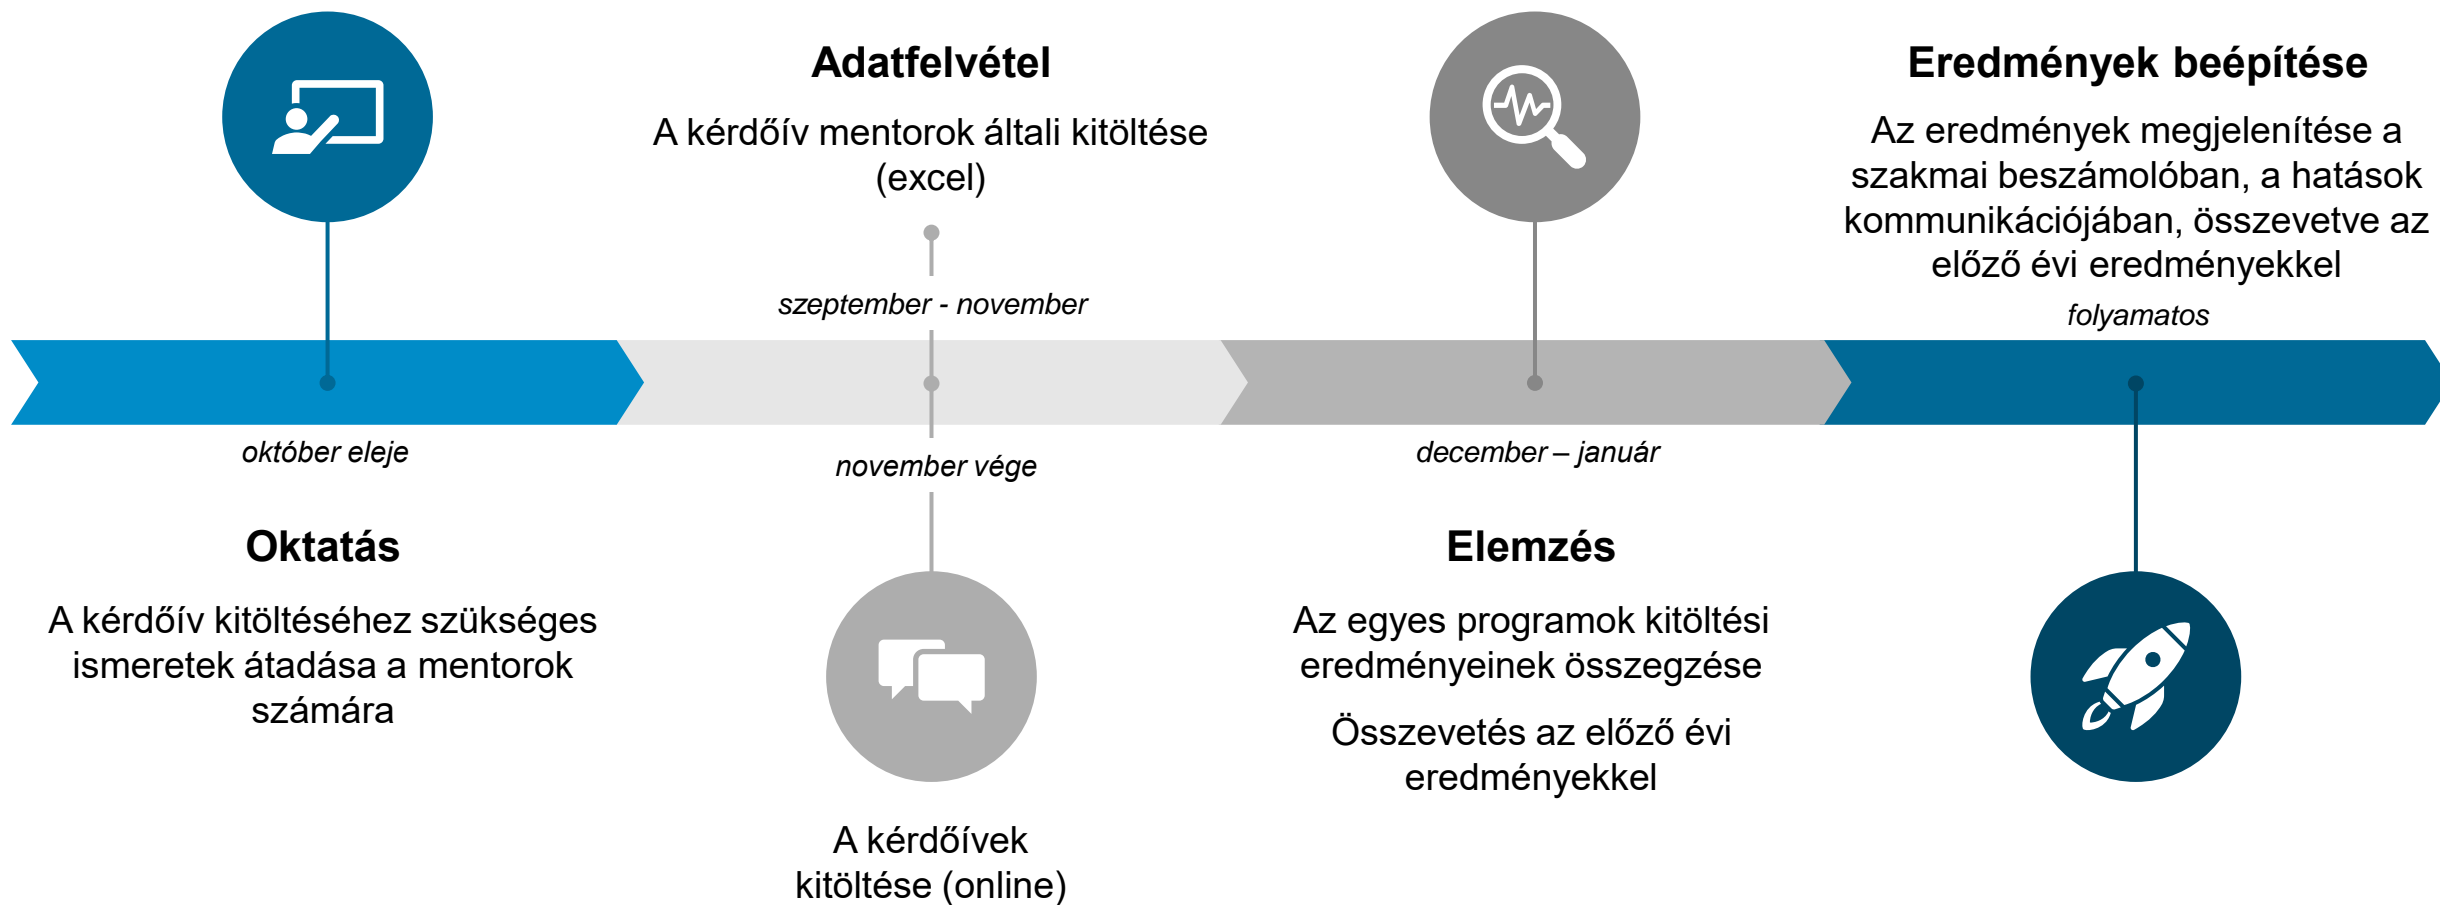 október eleje
Oktatás
A kérdőív kitöltéséhez szükséges
ismeretek átadása a mentorok
számára
Adatfelvétel
A kérdőív mentorok általi kitöltése
(excel)
szeptember - november
november vége
A kérdőívek
kitöltése (online)
december – január
Elemzés
Az egyes programok kitöltési
eredményeinek összegzése
Összevetés az előző évi
eredményekkel
Eredmények beépítése
Az eredmények megjelenítése a
szakmai beszámolóban, a hatások
kommunikációjában, összevetve az
előző évi eredményekkel
folyamatos